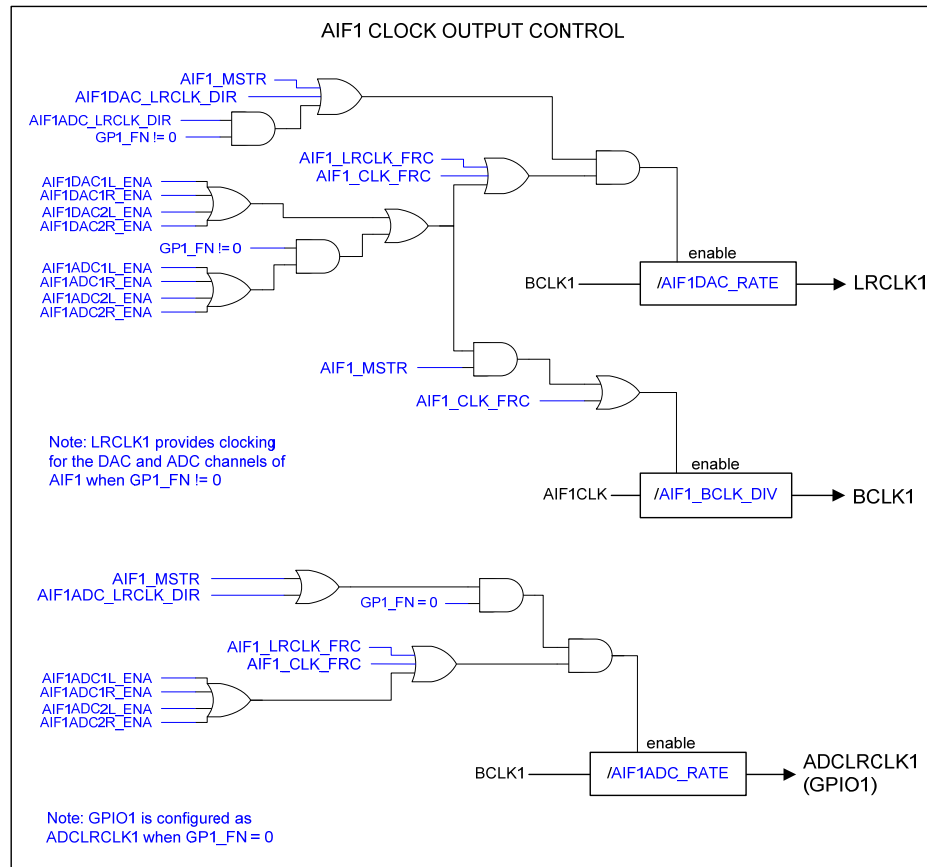 AIF1 CLOCK OUTPUT CONTROL
AIF1_MSTR
AIF1DAC_LRCLK_DIR
AIF1ADC_LRCLK_DIR
GP1_FN != 0
AIF1_LRCLK_FRC
AIF1_CLK_FRC
AIF1DAC1L_ENA
AIF1DAC1R_ENA
AIF1DAC2L_ENA
AIF1DAC2R_ENA
GP1_FN != 0
AIF1ADC1L_ENA
AIF1ADC1R_ENA
AIF1ADC2L_ENA
AIF1ADC2R_ENA
enable
BCLK1
/AIF1DAC_RATE
LRCLK1
AIF1_MSTR
AIF1_CLK_FRC
Note: LRCLK1 provides clocking
for the DAC and ADC channels of
AIF1 when GP1_FN != 0
enable
AIF1CLK
/AIF1_BCLK_DIV
BCLK1
AIF1_MSTR
AIF1ADC_LRCLK_DIR
GP1_FN = 0
AIF1_LRCLK_FRC
AIF1_CLK_FRC
AIF1ADC1L_ENA
AIF1ADC1R_ENA
AIF1ADC2L_ENA
AIF1ADC2R_ENA
enable
BCLK1
/AIF1ADC_RATE
ADCLRCLK1
(GPIO1)
Note: GPIO1 is configured as
ADCLRCLK1 when GP1_FN = 0